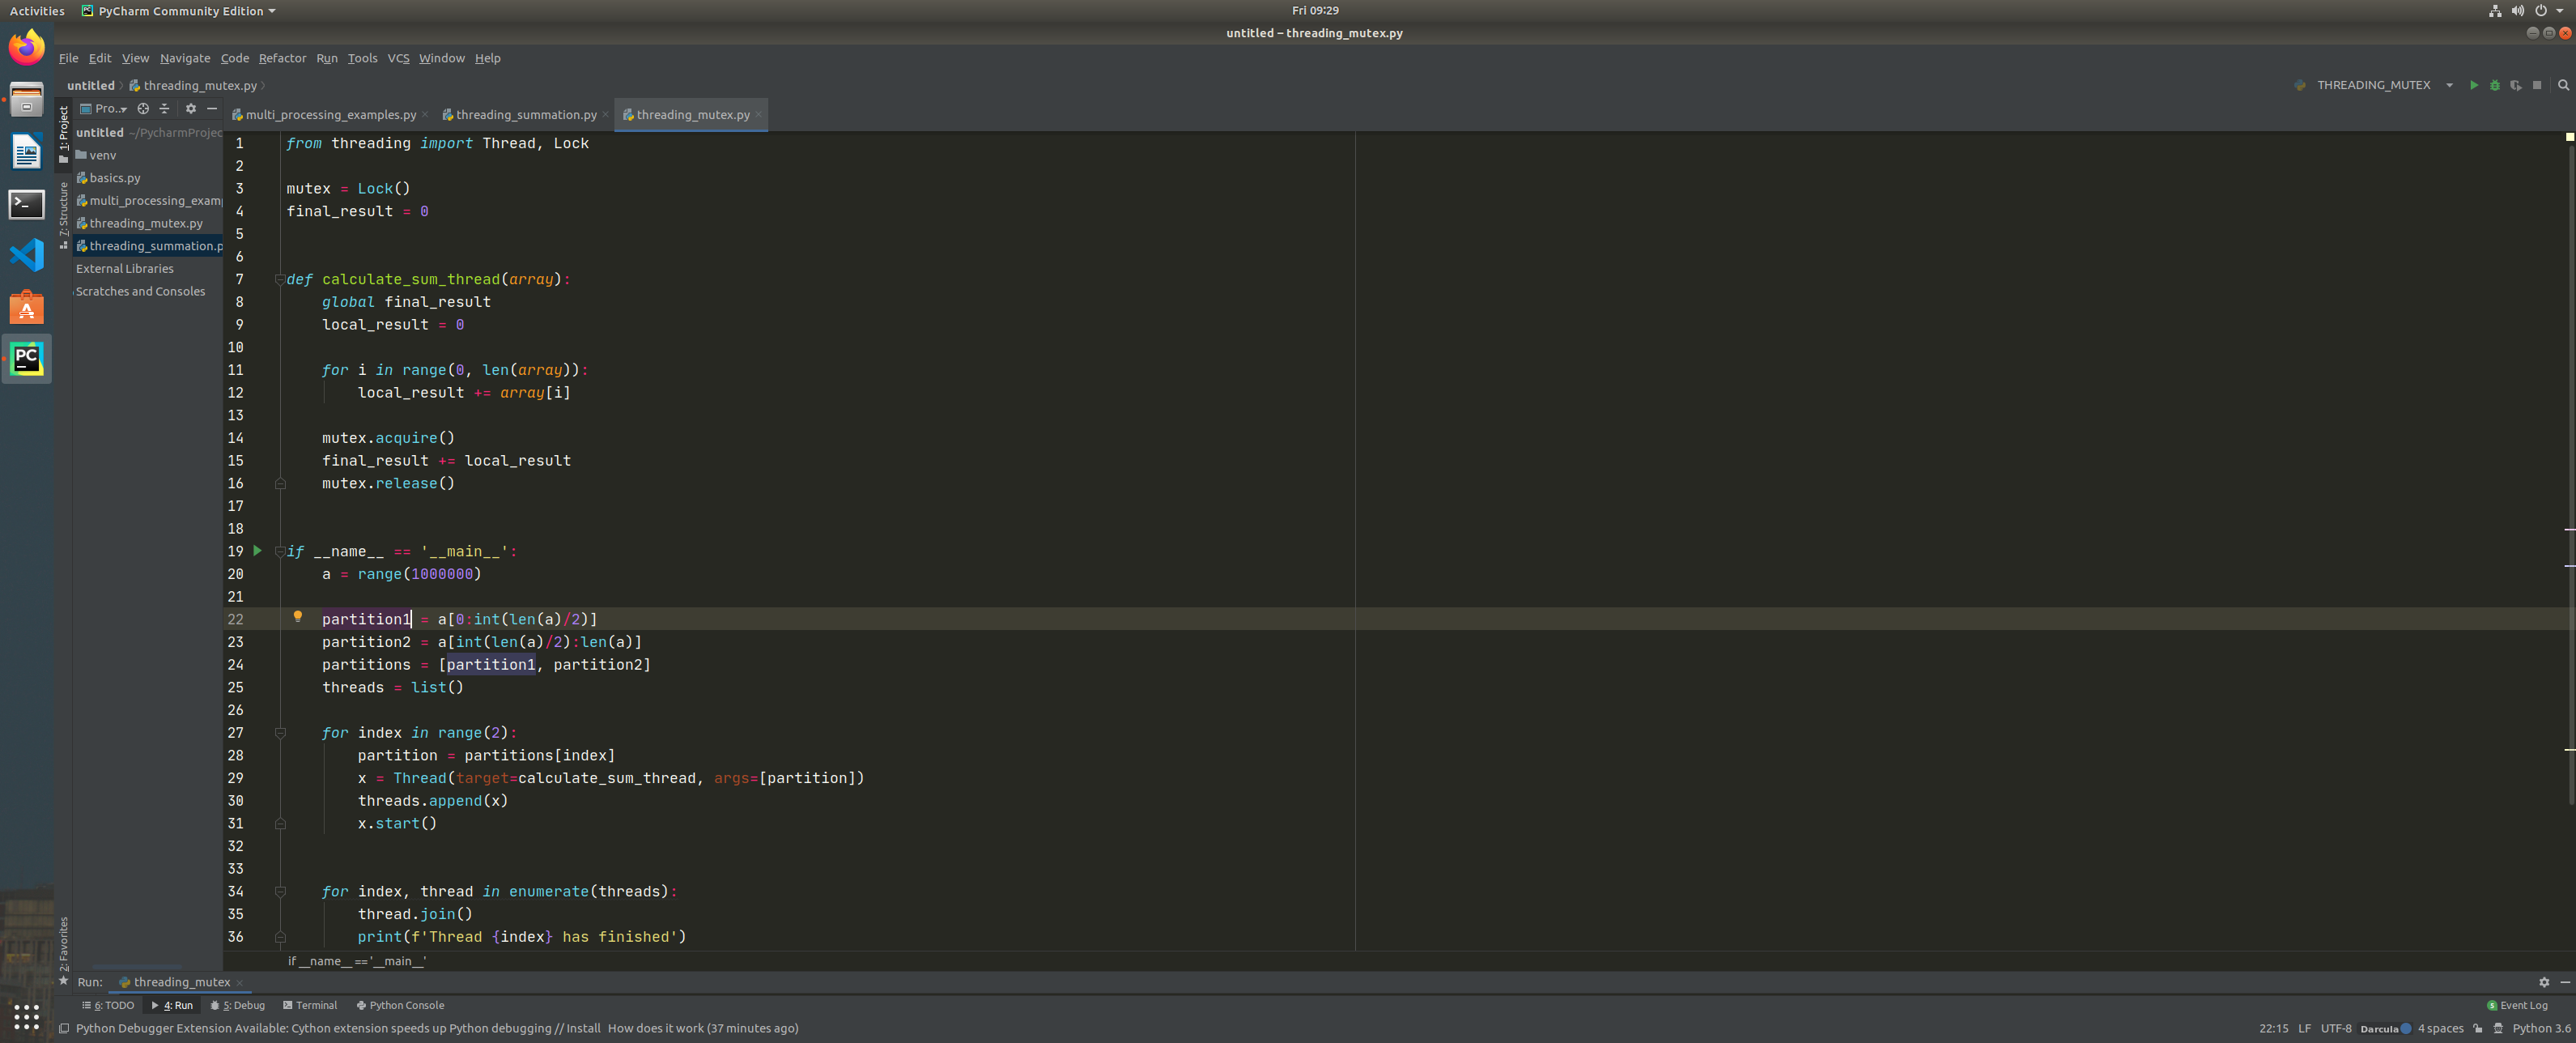 Activities PyCharm Community Edition Fri 09:29
untitled – threading_mutex.py
File Edit View Navigate Code Refactor Run Tools VCS Window Help
untitled threading_mutex.py THREADING_MUTEX
1: Project
7: Structure
2: Favorites
Pro..
untitled ~/PycharmProjec
venv
basics.py
multi_processing_exam
threading_mutex.py
threading_summation.p
External Libraries
Scratches and Consoles
multi_processing_examples.py threading_summation.py threading_mutex.py
1 from threading import Thread, Lock
2
3 mutex = Lock()
4 final_result = 0
5
6
7 def calculate_sum_thread(array):
8 global final_result
9 local_result = 0
10
11 for i in range(0, len(array)):
12 local_result += array[i]
13
14 mutex.acquire()
15 final_result += local_result
16 mutex.release()
17
18
19 if __name__ == '__main__':
20 a = range(1000000)
21
22 partition1 = a[0:int(len(a)/2)]
23 partition2 = a[int(len(a)/2):len(a)]
24 partitions = [partition1, partition2]
25 threads = list()
26
27 for index in range(2):
28 partition = partitions[index]
29 x = Thread(target=calculate_sum_thread, args=[partition])
30 threads.append(x)
31 x.start()
32
33
34 for index, thread in enumerate(threads):
35 thread.join()
36 print(f'Thread {index} has finished')
if __name__ == '__main__'
Run: threading_mutex
6: TODO 4: Run 5: Debug Terminal Python Console 5 Event Log
Python Debugger Extension Available: Cython extension speeds up Python debugging // Install How does it work (37 minutes ago) 22:15 LF UTF-8 Darcula 4 spaces Python 3.6
PC